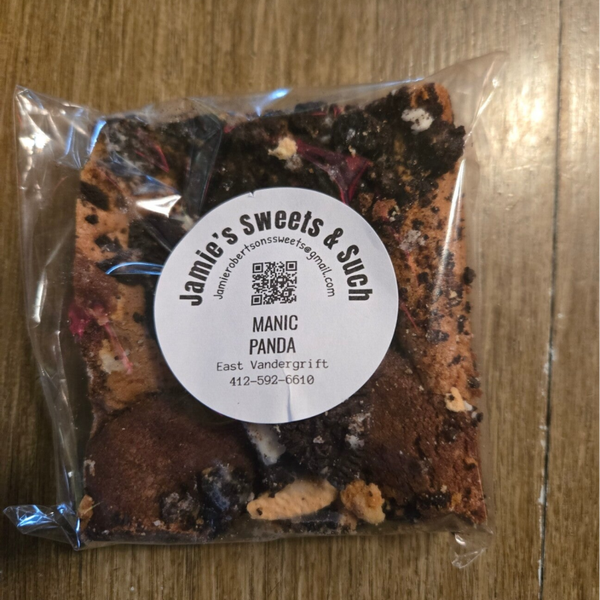 Jamie's Sweets & Such
Jamierobertsonssweets@gmail.com
MANIC
PANDA
East Vandergrift
412-592-6610